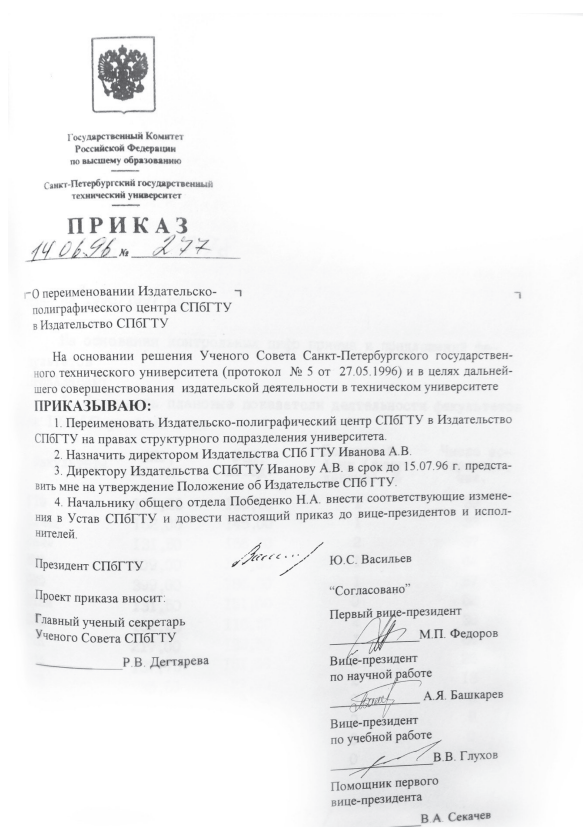 Государственный Комитет
Российской Федерации
по высшему образованию
Санкт-Петербургский государственный
технический университет
ПРИКАЗ
14.06.96 № 277
О переименовании Издательско-
полиграфического центра СПбГТУ
в Издательство СПбГТУ
На основании решения Ученого Совета Санкт-Петербургского государствен-
ного технического университета (протокол № 5 от 27.05.1996) и в целях дальней-
шего совершенствования издательской деятельности в техническом университете
ПРИКАЗЫВАЮ:
1. Переименовать Издательско-полиграфический центр СПбГТУ в Издательство
СПбГТУ на правах структурного подразделения университета.
2. Назначить директором Издательства СПб ГТУ Иванова А.В.
3. Директору Издательства СПбГТУ Иванову А.В. в срок до 15.07.96 г. предста-
вить мне на утверждение Положение об Издательстве СПб ГТУ.
4. Начальнику общего отдела Победенко Н.А. внести соответствующие измене-
ния в Устав СПбГТУ и довести настоящий приказ до вице-президентов и испол-
нителей.
Президент СПбГТУ Ю.С. Васильев
Проект приказа вносит:
Главный ученый секретарь
Ученого Совета СПбГТУ
Р.В. Дегтярева
“Согласовано”
Первый вице-президент
М.П. Федоров
Вице-президент
по научной работе
А.Я. Башкарев
Вице-президент
по учебной работе
В.В. Глухов
Помощник первого
вице-президента
В.А. Секачев